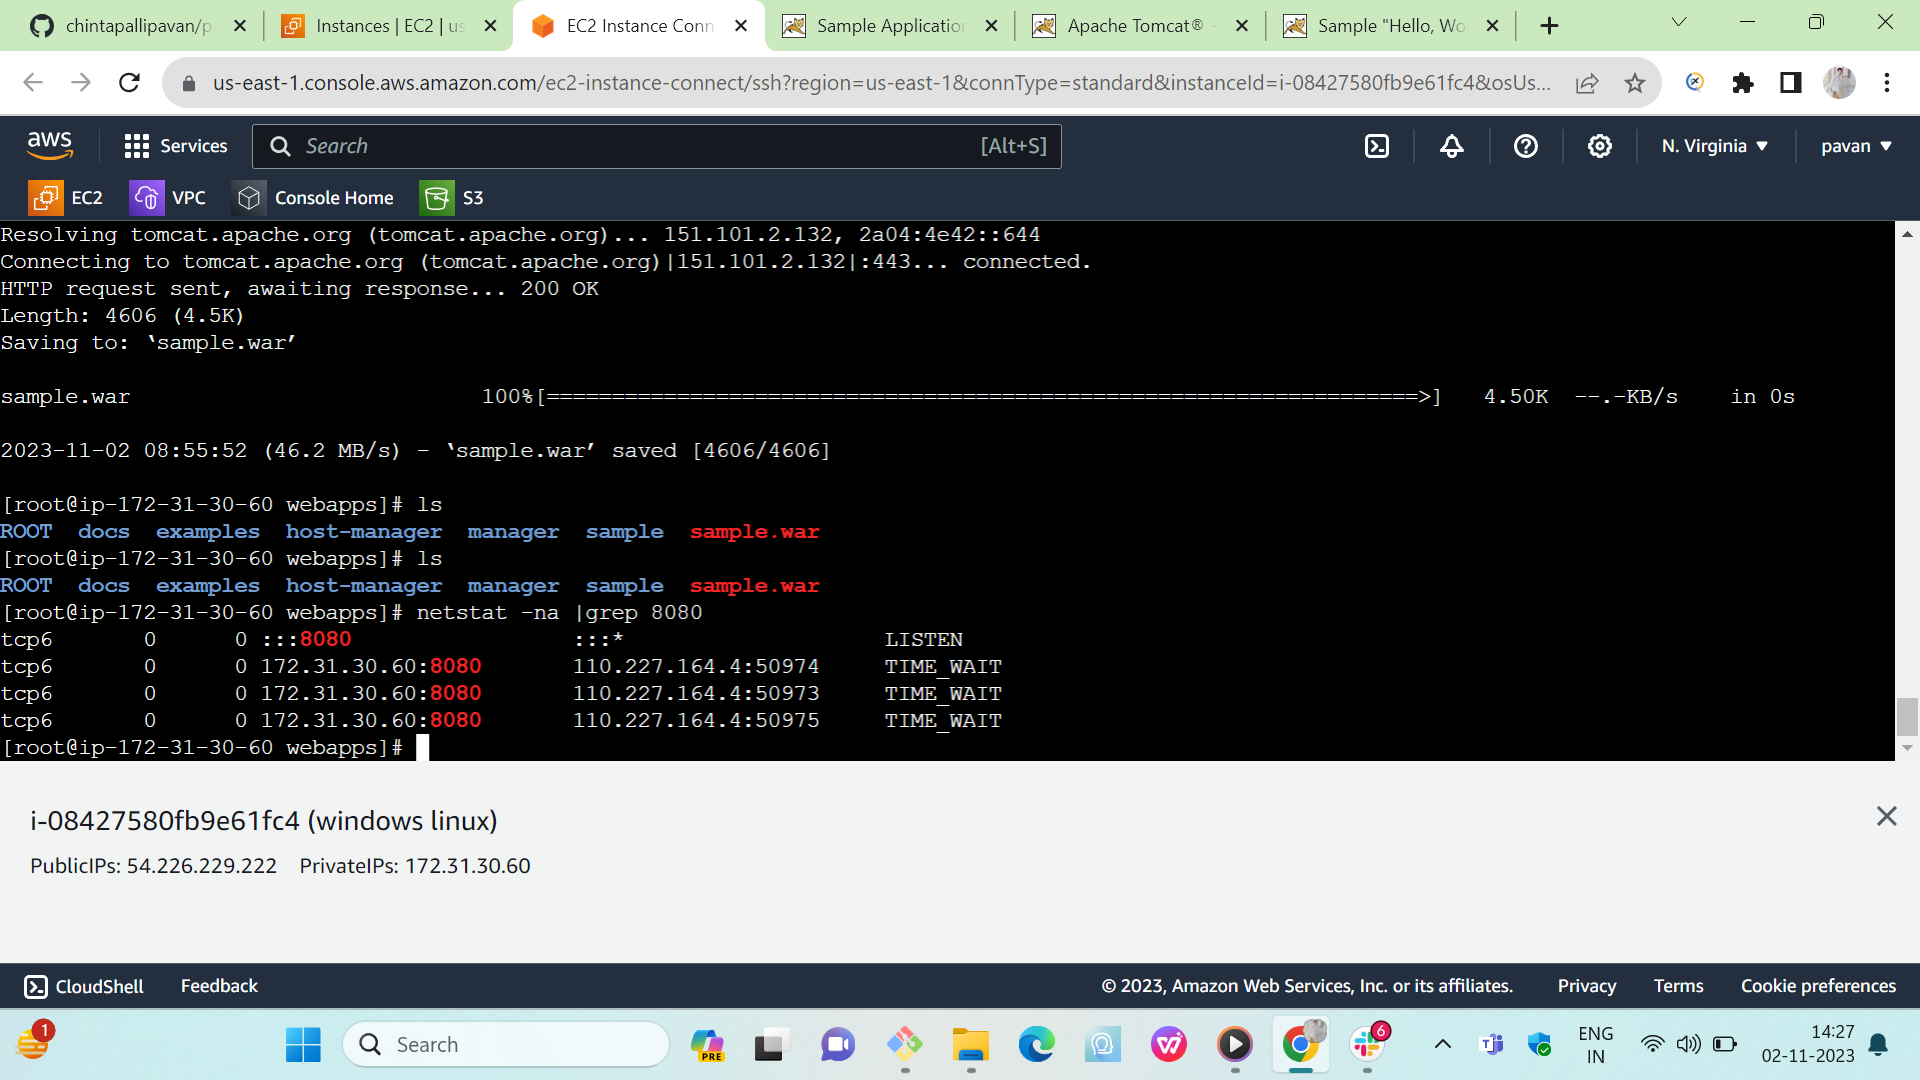 chintapallipavan/p
Instances | EC2 | us
EC2 Instance Conn
Sample Application
Apache Tomcat® -
Sample "Hello, Wo
us-east-1.console.aws.amazon.com/ec2-instance-connect/ssh?region=us-east-1&connType=standard&instanceId=i-08427580fb9e61fc4&osUs...
aws
Services
Search
[Alt+S]
N. Virginia
pavan
EC2
VPC
Console Home
S3
Resolving tomcat.apache.org (tomcat.apache.org)... 151.101.2.132, 2a04:4e42::644
Connecting to tomcat.apache.org (tomcat.apache.org)|151.101.2.132|:443... connected.
HTTP request sent, awaiting response... 200 OK
Length: 4606 (4.5K)
Saving to: ‘sample.war’
sample.war 100%[===================================================================>] 4.50K --.-KB/s in 0s
2023-11-02 08:55:52 (46.2 MB/s) - ‘sample.war’ saved [4606/4606]
[root@ip-172-31-30-60 webapps]# ls
ROOT docs examples host-manager manager sample sample.war
[root@ip-172-31-30-60 webapps]# ls
ROOT docs examples host-manager manager sample sample.war
[root@ip-172-31-30-60 webapps]# netstat -na |grep 8080
tcp6 0 0 :::8080 :::* LISTEN
tcp6 0 0 172.31.30.60:8080 110.227.164.4:50974 TIME_WAIT
tcp6 0 0 172.31.30.60:8080 110.227.164.4:50973 TIME_WAIT
tcp6 0 0 172.31.30.60:8080 110.227.164.4:50975 TIME_WAIT
[root@ip-172-31-30-60 webapps]#
i-08427580fb9e61fc4 (windows linux)
PublicIPs: 54.226.229.222 PrivateIPs: 172.31.30.60
CloudShell
Feedback
© 2023, Amazon Web Services, Inc. or its affiliates.
Privacy
Terms
Cookie preferences
1
Search
PRE
6
ENG
IN
14:27
02-11-2023